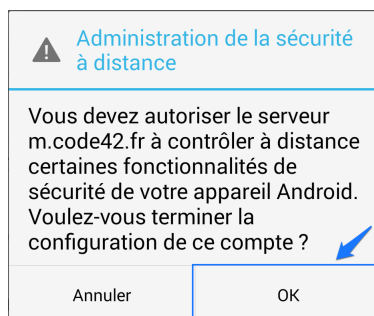 Administration de la sécurité
à distance
Vous devez autoriser le serveur
m.code42.fr à contrôler à distance
certaines fonctionnalités de
sécurité de votre appareil Android.
Voulez-vous terminer la
configuration de ce compte ?
Annuler
OK